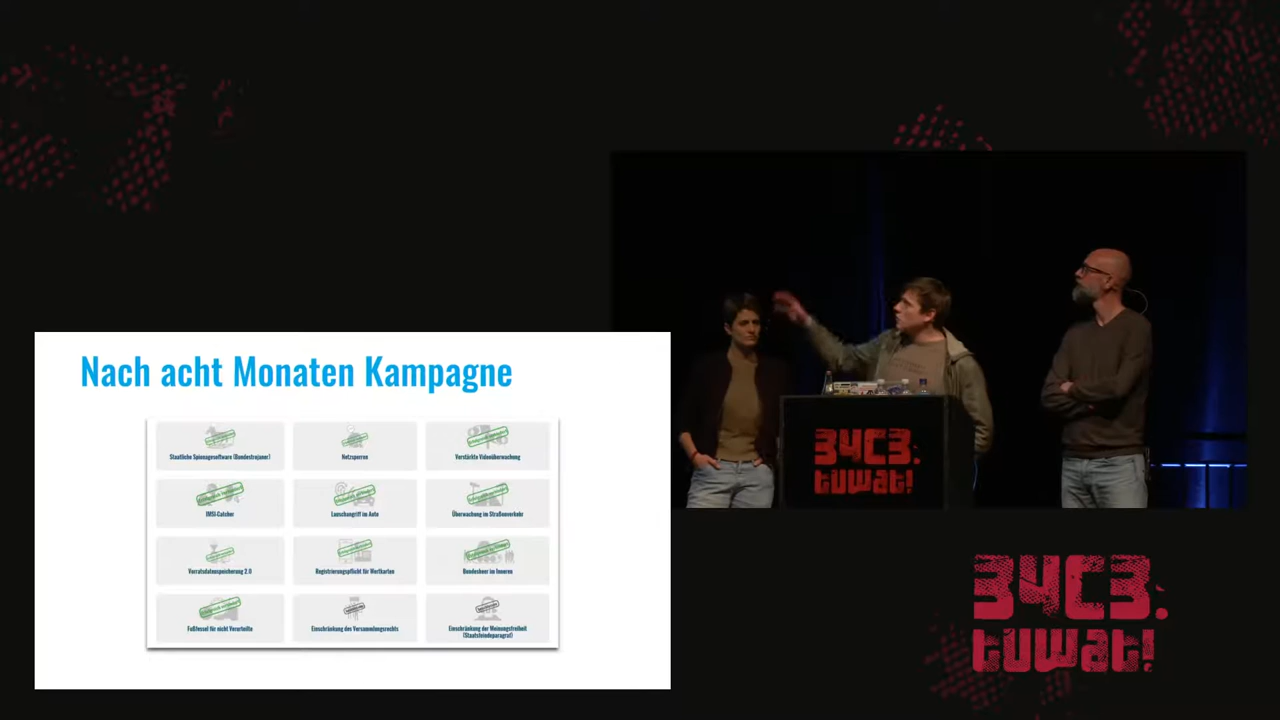 Nach acht Monaten Kampagne
Staatliche Spionagesoftware (Bundestrojaner)
Netzsperren
Verstärkte Videoüberwachung
IMSI-Catcher
Lauschangriff im Auto
Überwachung im Straßenverkehr
Vorratsdatenspeicherung 2.0
Registrierungspflicht für Wertkarten
Bundesheer im Inneren
Fußfessel für nicht Verurteilte
Einschränkung des Versammlungsrechts
Einschränkung der Meinungsfreiheit
(Staatsfeindeparagraf)
34C3:
tuwat!
34C3:
tuwat!